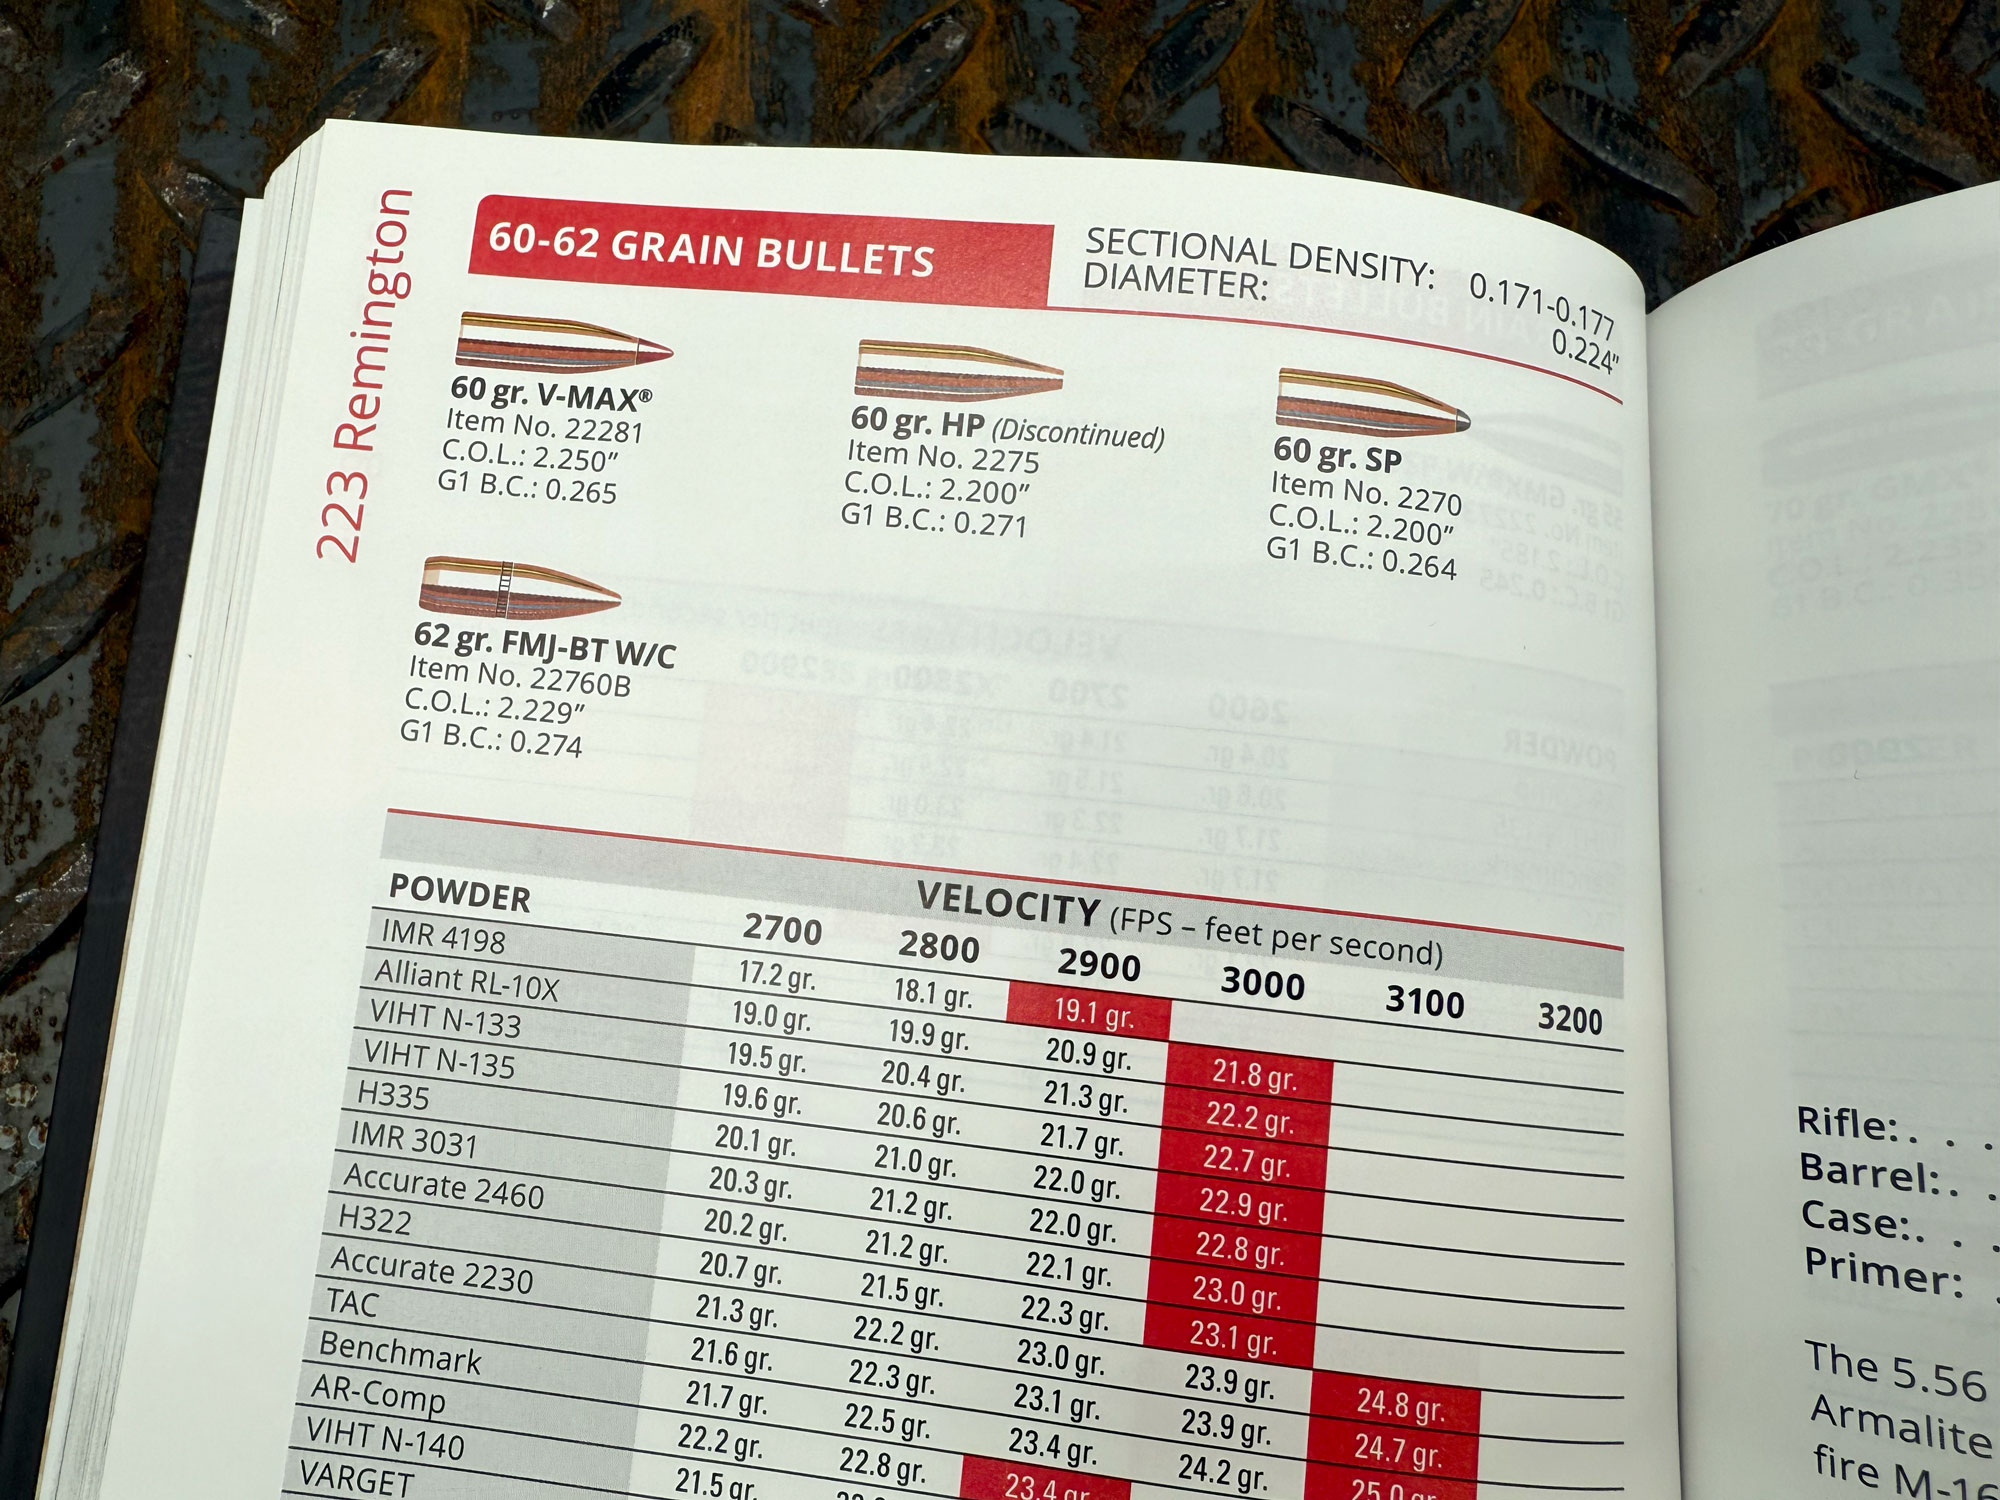 223 Remington
60-62 GRAIN BULLETS
SECTIONAL DENSITY: 0.171-0.177
DIAMETER: 0.224"
60 gr. V-MAX®
Item No. 22281
C.O.L.: 2.250"
G1 B.C.: 0.265
60 gr. HP (Discontinued)
Item No. 2275
C.O.L.: 2.200"
G1 B.C.: 0.271
60 gr. SP
Item No. 2270
C.O.L.: 2.200"
G1 B.C.: 0.264
62 gr. FMJ-BT W/C
Item No. 22760B
C.O.L.: 2.229"
G1 B.C.: 0.274
VELOCITY (FPS – feet per second)
POWDER 2700 2800 2900 3000 3100 3200
IMR 4198 17.2 gr. 18.1 gr. 19.1 gr.
Alliant RL-10X 19.0 gr. 19.9 gr. 20.9 gr. 21.8 gr.
VIHT N-133 19.5 gr. 20.4 gr. 21.3 gr. 22.2 gr.
VIHT N-135 19.6 gr. 20.6 gr. 21.7 gr. 22.7 gr.
H335 20.1 gr. 21.0 gr. 22.0 gr. 22.9 gr.
IMR 3031 20.3 gr. 21.2 gr. 22.0 gr. 22.8 gr.
Accurate 2460 20.2 gr. 21.2 gr. 22.1 gr. 23.0 gr.
H322 20.7 gr. 21.5 gr. 22.3 gr. 23.1 gr.
Accurate 2230 21.3 gr. 22.2 gr. 23.0 gr. 23.9 gr. 24.8 gr.
TAC 21.6 gr. 22.3 gr. 23.1 gr. 23.9 gr. 24.7 gr.
Benchmark 21.7 gr. 22.5 gr. 23.4 gr. 24.2 gr. 25.0 gr.
AR-Comp 22.2 gr. 22.8 gr. 23.4 gr.
VIHT N-140 21.5 gr.
VARGET
Rifle: . . .
Barrel: . .
Case: . . .
Primer: .
The 5.56
Armalite
fire M-16